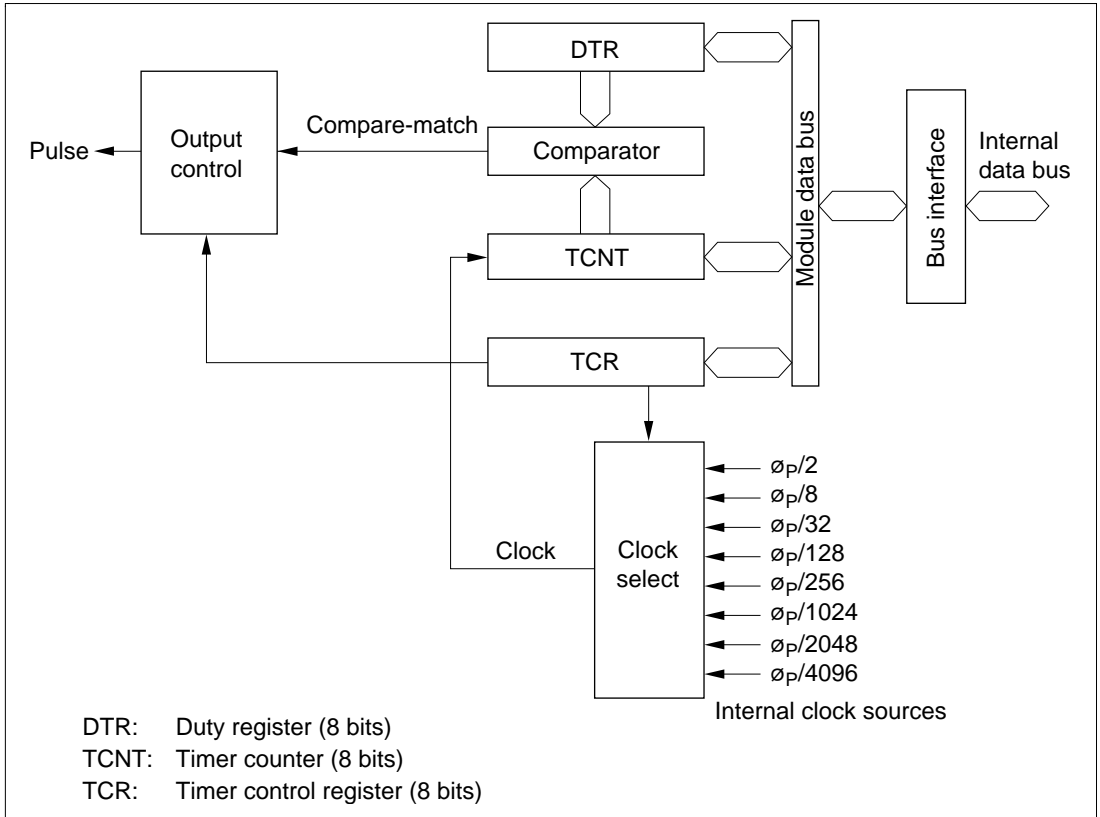 DTR
Compare-match
Pulse
Output
control
Comparator
Module data bus
Bus interface
Internal
data bus
TCNT
TCR
Clock
Clock
select
øP/2
øP/8
øP/32
øP/128
øP/256
øP/1024
øP/2048
øP/4096
Internal clock sources
DTR: Duty register (8 bits)
TCNT: Timer counter (8 bits)
TCR: Timer control register (8 bits)